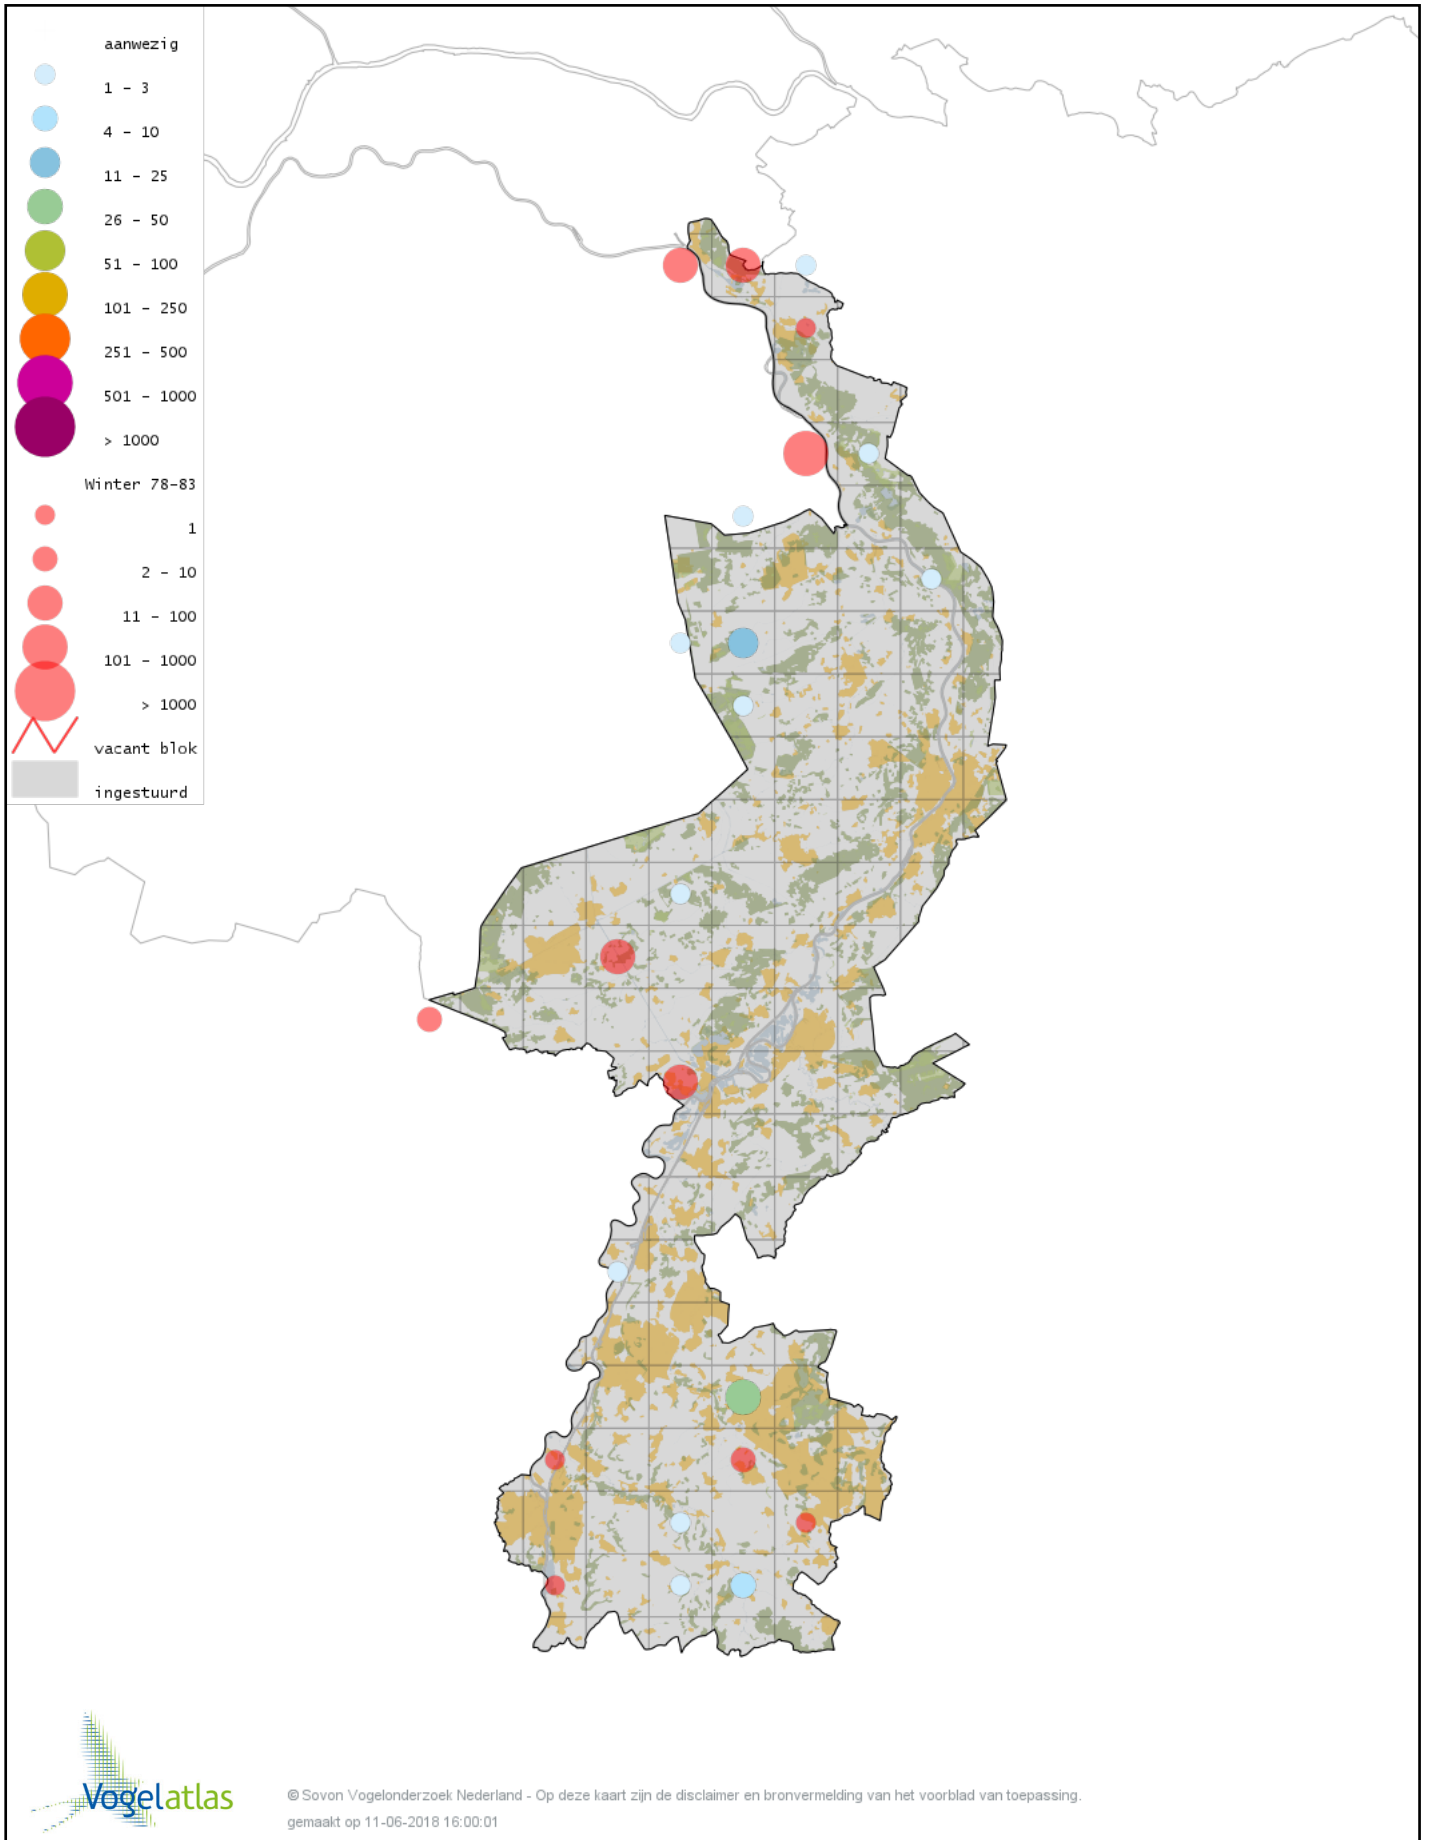 aanwezig
1 - 3
4 - 10
11 - 25
26 - 50
51 - 100
101 - 250
251 - 500
501 - 1000
> 1000
Winter 78-83
1
2 - 10
11 - 100
101 - 1000
> 1000
vacant blok
ingestuurd
Vogelatlas
© Sovon Vogelonderzoek Nederland - Op deze kaart zijn de disclaimer en bronvermelding van het voorblad van toepassing.
gemaakt op 11-06-2018 16:00:01